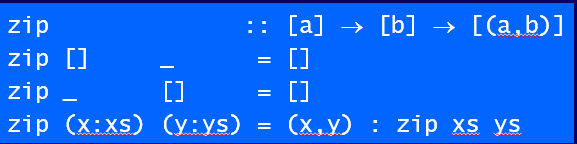 zip :: [a] → [b] → [(a,b)]
zip [] _ = []
zip _ [] = []
zip (x:xs) (y:ys) = (x,y) : zip xs ys